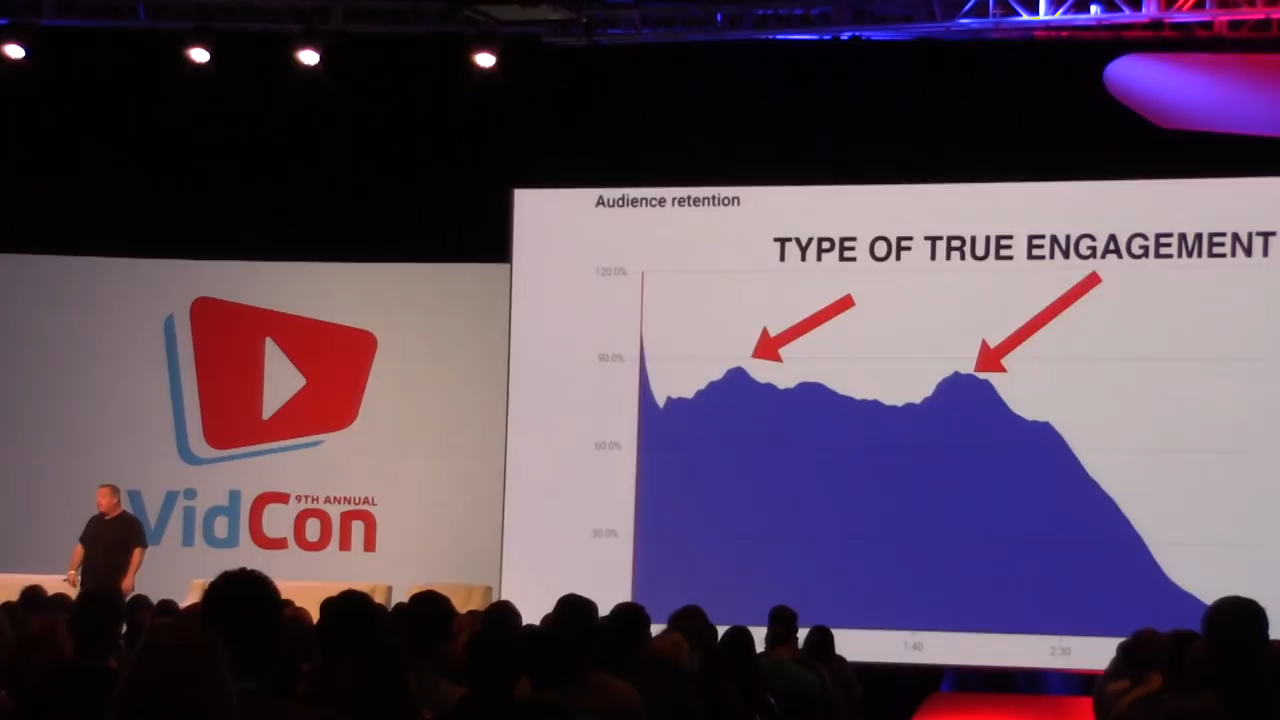 Audience retention
TYPE OF TRUE ENGAGEMENT
120.0%
90.0%
60.0%
30.0%
1:40
2:30
9TH ANNUAL
VidCon